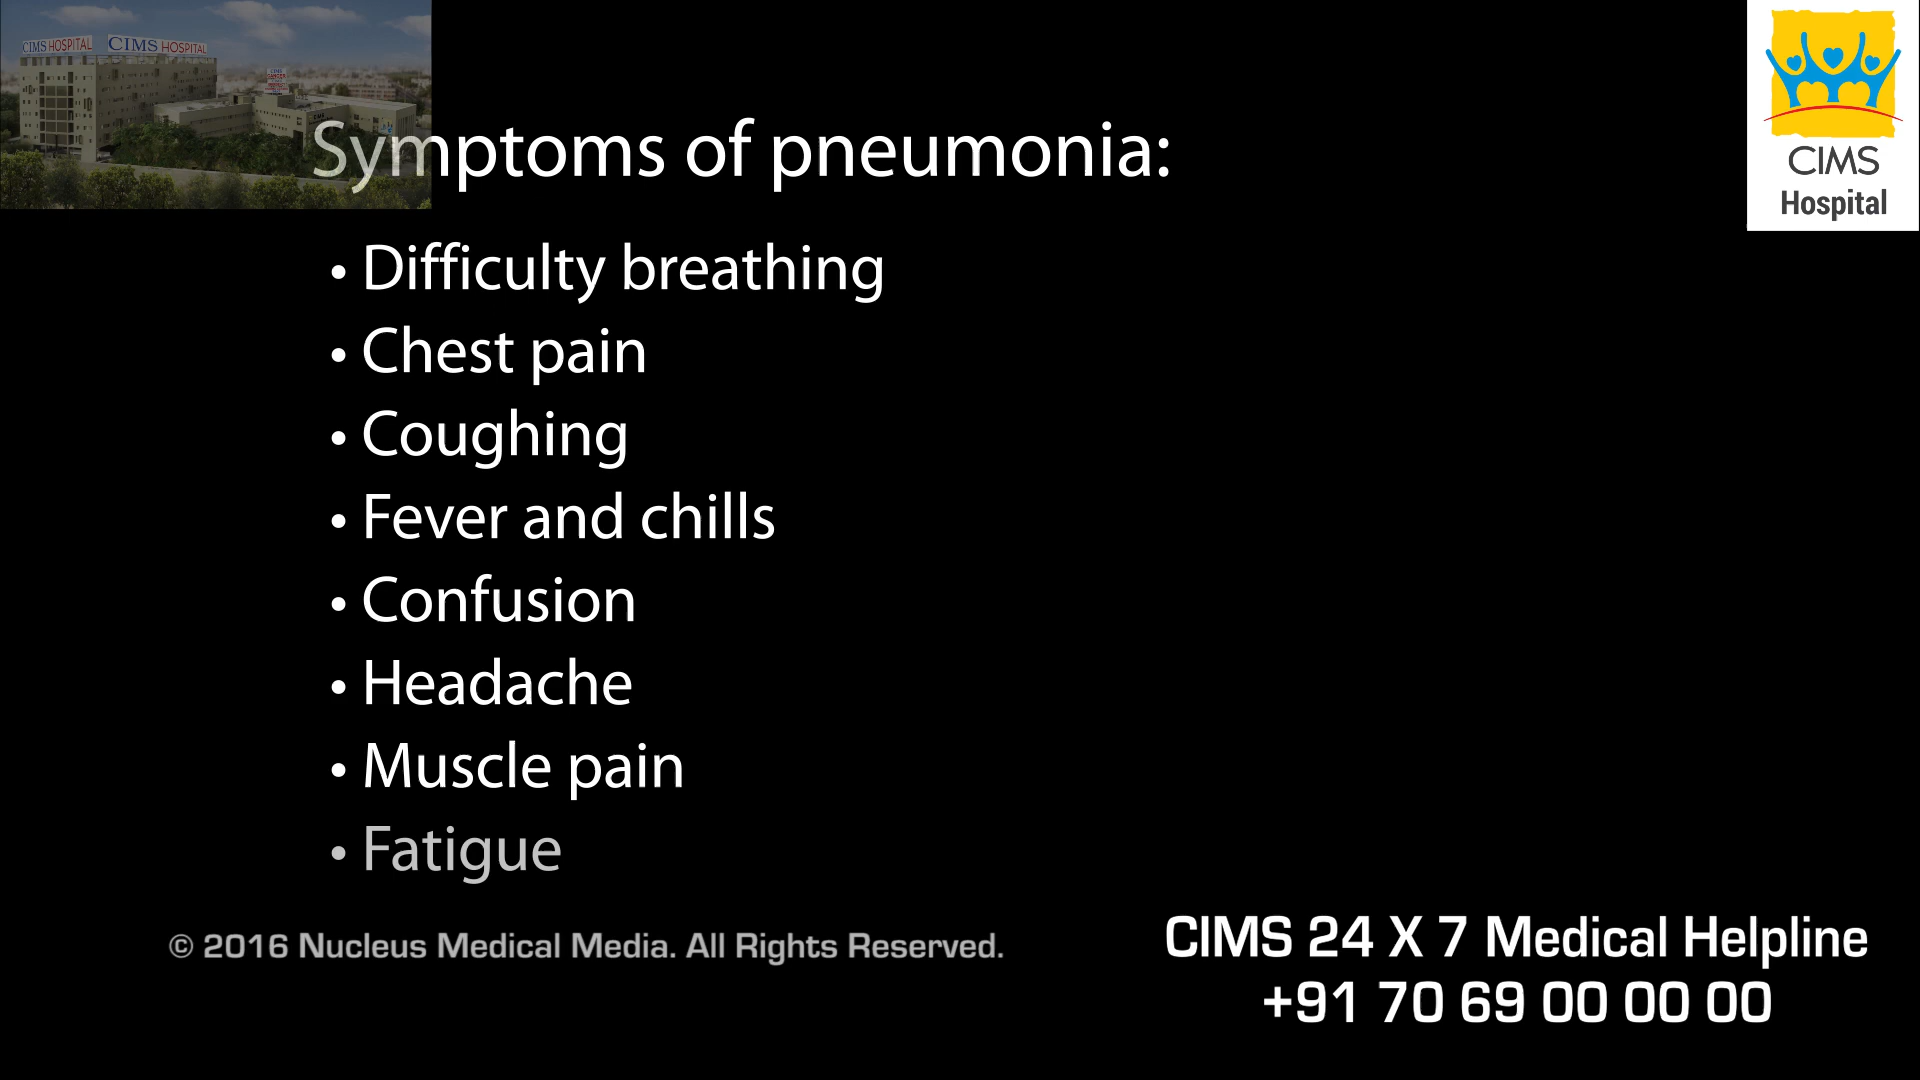 CIMS HOSPITAL CIMS HOSPITAL
CIMS
Hospital
Symptoms of pneumonia:
• Difficulty breathing
• Chest pain
• Coughing
• Fever and chills
• Confusion
• Headache
• Muscle pain
• Fatigue
© 2016 Nucleus Medical Media. All Rights Reserved.
CIMS 24 X 7 Medical Helpline
+91 70 69 00 00 00